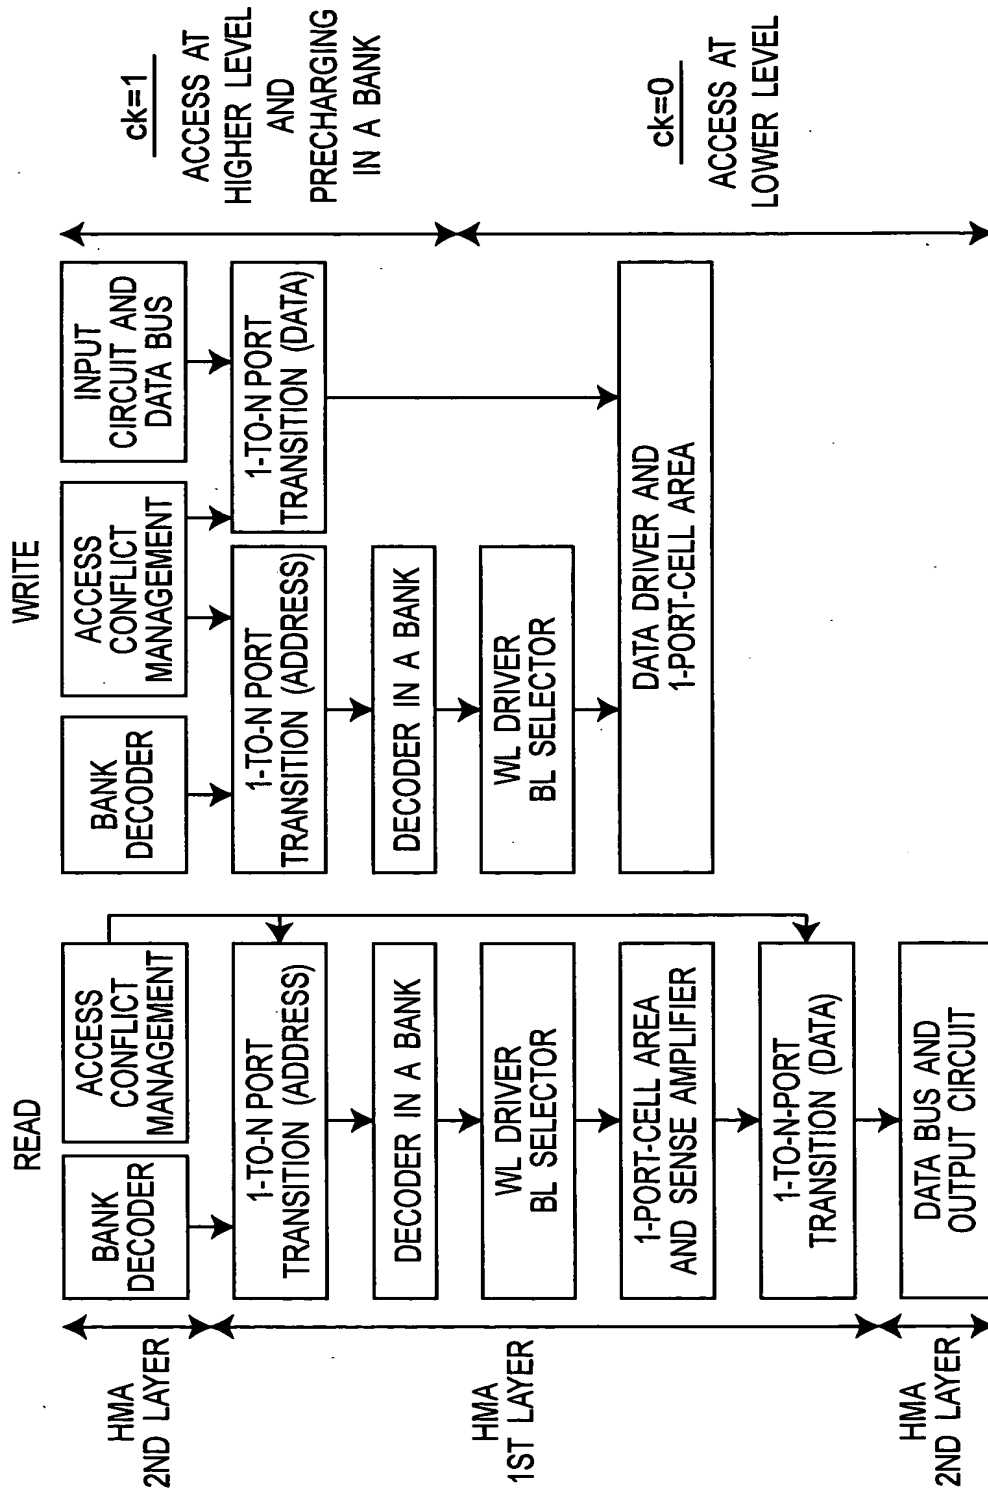 READ
WRITE
HMA
2ND LAYER
BANK
DECODER
ACCESS
CONFLICT
MANAGEMENT
BANK
DECODER
ACCESS
CONFLICT
MANAGEMENT
INPUT
CIRCUIT AND
DATA BUS
ck=1
ACCESS AT
HIGHER LEVEL
AND
PRECHARGING
IN A BANK
HMA
1ST LAYER
1-TO-N PORT
TRANSITION (ADDRESS)
1-TO-N PORT
TRANSITION (ADDRESS)
1-TO-N PORT
TRANSITION (DATA)
DECODER IN A BANK
DECODER IN A BANK
WL DRIVER
BL SELECTOR
WL DRIVER
BL SELECTOR
ck=0
ACCESS AT
LOWER LEVEL
1-PORT-CELL AREA
AND SENSE AMPLIFIER
DATA DRIVER AND
1-PORT-CELL AREA
1-TO-N-PORT
TRANSITION (DATA)
HMA
2ND LAYER
DATA BUS AND
OUTPUT CIRCUIT